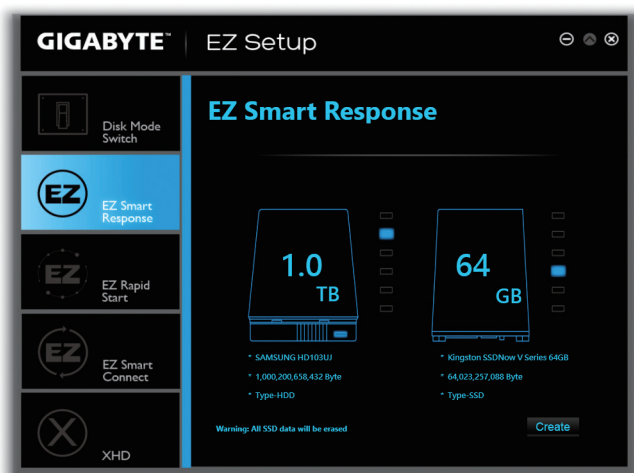 GIGABYTE™ EZ Setup
Disk Mode
Switch
EZ
EZ Smart
Response
EZ
EZ Rapid
Start
EZ
EZ Smart
Connect
X
XHD
EZ Smart Response
1.0
TB
64
GB
* SAMSUNG HD103UJ
* 1,000,200,658,432 Byte
* Type-HDD
* Kingston SSDNow V Series 64GB
* 64,023,257,088 Byte
* Type-SSD
Warning: All SSD data will be erased
Create